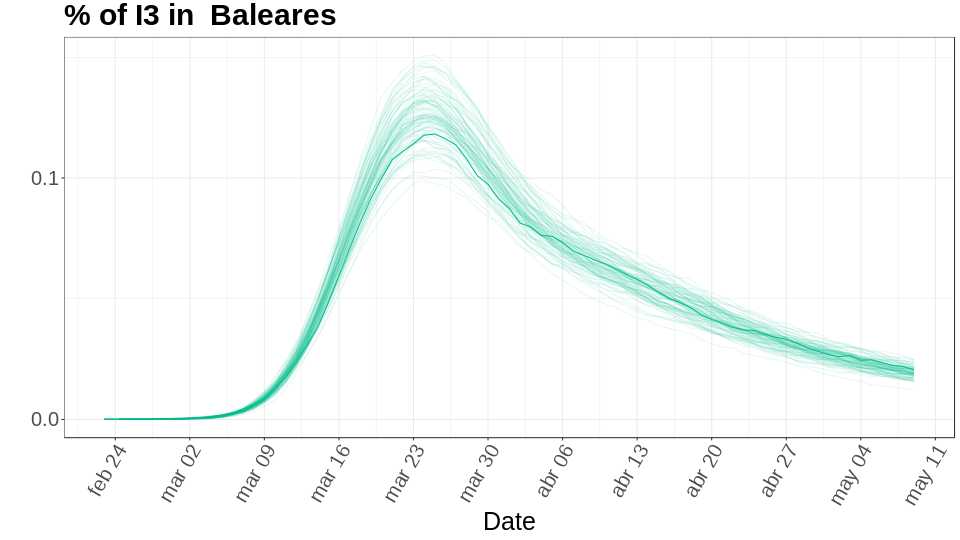 % of I3 in  Baleares
0.1
0.0
feb 24
mar 02
mar 09
mar 16
mar 23
mar 30
abr 06
abr 13
abr 20
abr 27
may 04
may 11
Date